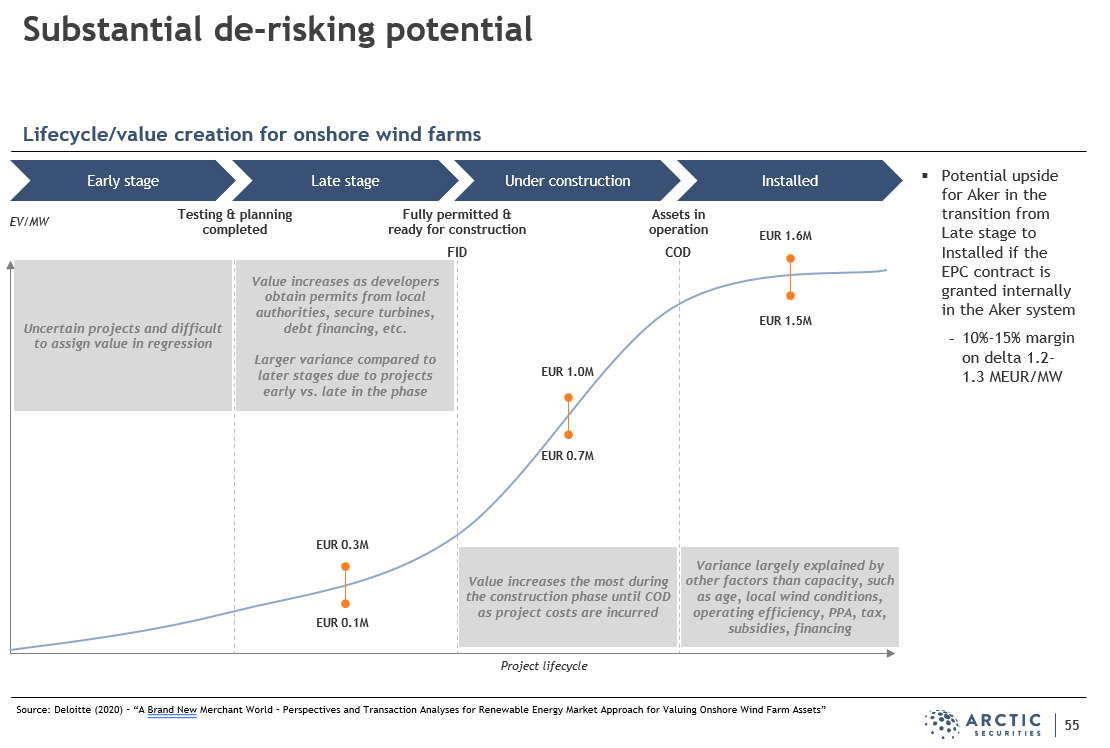 Substantial de-risking potential
Lifecycle/value creation for onshore wind farms
Early stage
Late stage
Under construction
Installed
EV/MW
Testing & planning
completed
Fully permitted &
ready for construction
FID
Assets in
operation
COD
Uncertain projects and difficult
to assign value in regression
Value increases as developers
obtain permits from local
authorities, secure turbines,
debt financing, etc.
Larger variance compared to
later stages due to projects
early vs. late in the phase
EUR 0.3M
EUR 0.1M
EUR 1.0M
EUR 0.7M
EUR 1.6M
EUR 1.5M
Value increases the most during
the construction phase until COD
as project costs are incurred
Variance largely explained by
other factors than capacity, such
as age, local wind conditions,
operating efficiency, PPA, tax,
subsidies, financing
Project lifecycle
▪ Potential upside
for Aker in the
transition from
Late stage to
Installed if the
EPC contract is
granted internally
in the Aker system
- 10%-15% margin
on delta 1.2-
1.3 MEUR/MW
Source: Deloitte (2020) – “A Brand New Merchant World – Perspectives and Transaction Analyses for Renewable Energy Market Approach for Valuing Onshore Wind Farm Assets”
ARCTIC
SECURITIES
55